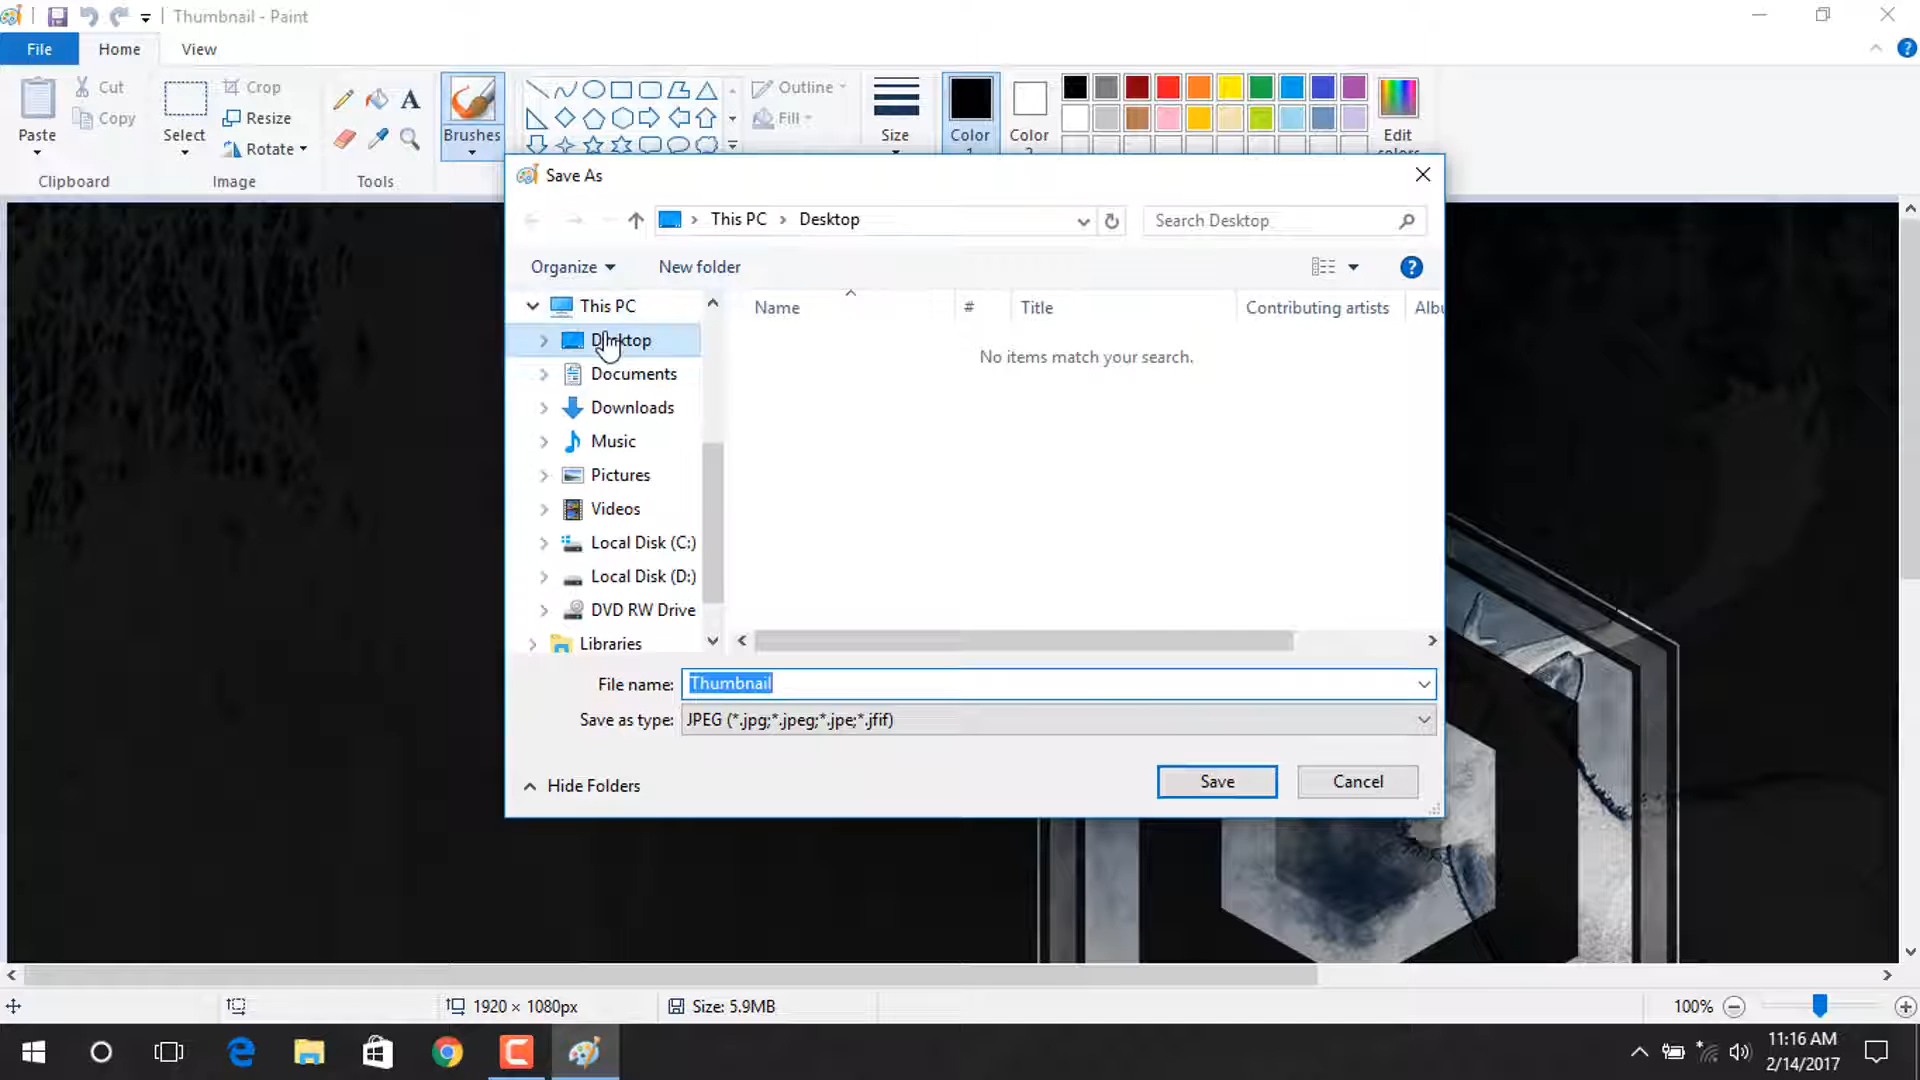 Thumbnail - Paint
File Home View
Paste
Cut
Copy
Clipboard
Select
Crop
Resize
Rotate
Image
A
Tools
Brushes
Outline
Fill
Size
Color
1
Color
2
Edit
colors
Save As
This PC Desktop
Search Desktop
Organize New folder
This PC
Desktop
Documents
Downloads
Music
Pictures
Videos
Local Disk (C:)
Local Disk (D:)
DVD RW Drive
Libraries
Name # Title Contributing artists Albu
No items match your search.
File name: Thumbnail
Save as type: JPEG (*.jpg;*.jpeg;*.jpe;*.jfif)
Hide Folders
Save Cancel
1920 × 1080px Size: 5.9MB 100%
11:16 AM
2/14/2017